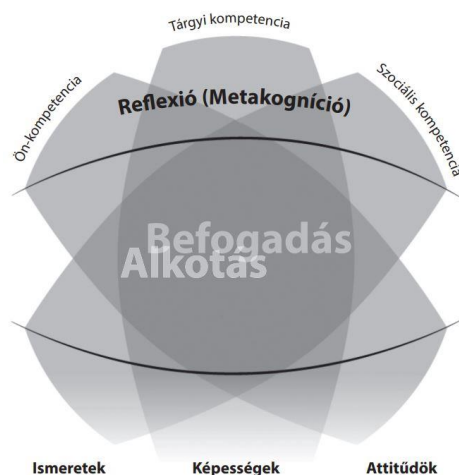 Tárgyi kompetencia
Ön-kompetencia
Szociális kompetencia
Reflexió (Metakogníció)
Befogadás
Alkotás
Ismeretek
Képességek
Attitűdök